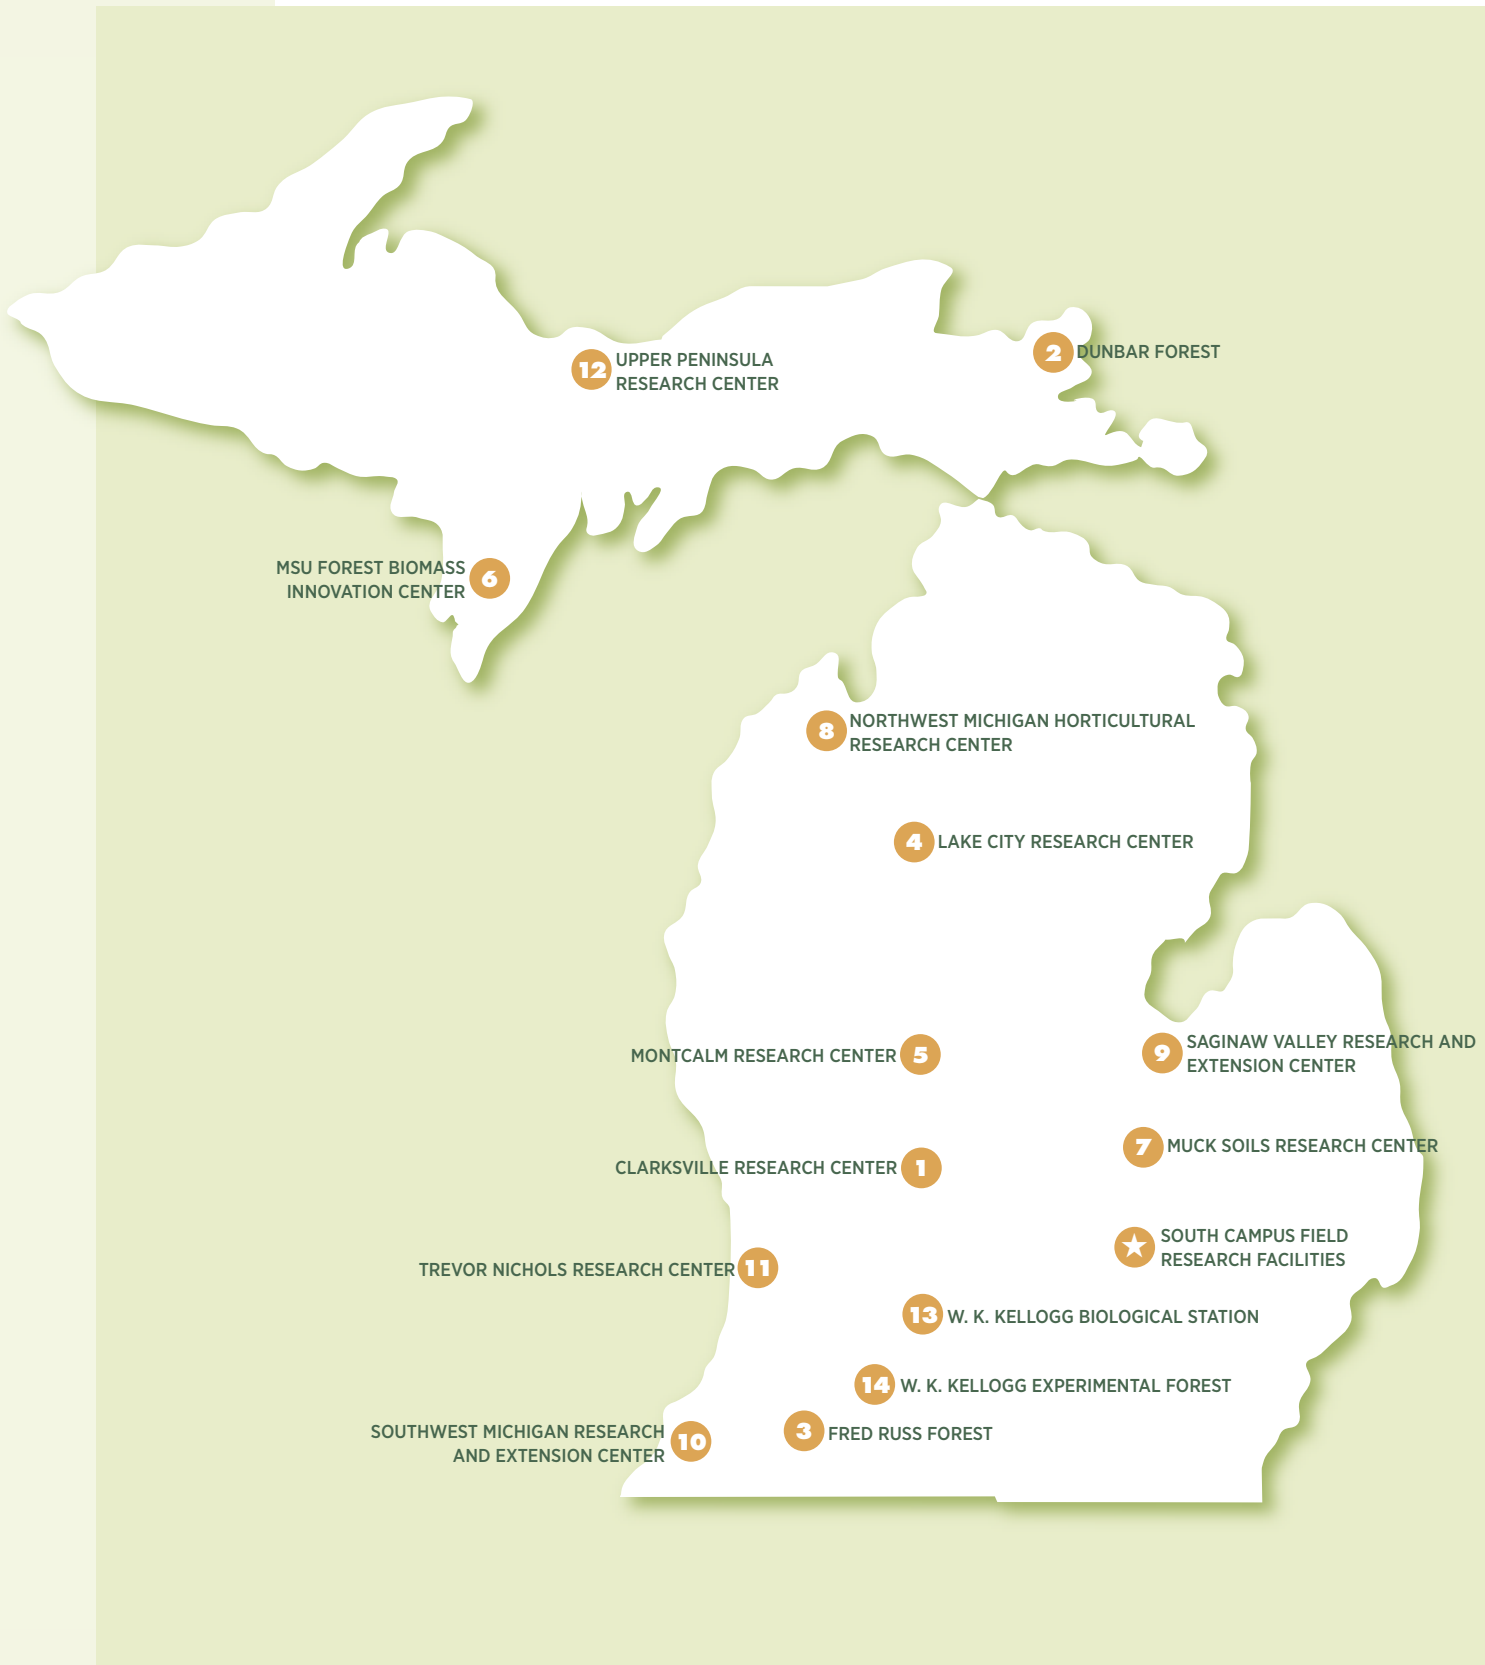 12
UPPER PENINSULA
RESEARCH CENTER
2
DUNBAR FOREST
MSU FOREST BIOMASS
INNOVATION CENTER
6
8
NORTHWEST MICHIGAN HORTICULTURAL
RESEARCH CENTER
4
LAKE CITY RESEARCH CENTER
MONTCALM RESEARCH CENTER
5
9
SAGINAW VALLEY RESEARCH AND
EXTENSION CENTER
7
MUCK SOILS RESEARCH CENTER
CLARKSVILLE RESEARCH CENTER
1
SOUTH CAMPUS FIELD
RESEARCH FACILITIES
TREVOR NICHOLS RESEARCH CENTER
11
13
W. K. KELLOGG BIOLOGICAL STATION
14
W. K. KELLOGG EXPERIMENTAL FOREST
SOUTHWEST MICHIGAN RESEARCH
AND EXTENSION CENTER
10
3
FRED RUSS FOREST